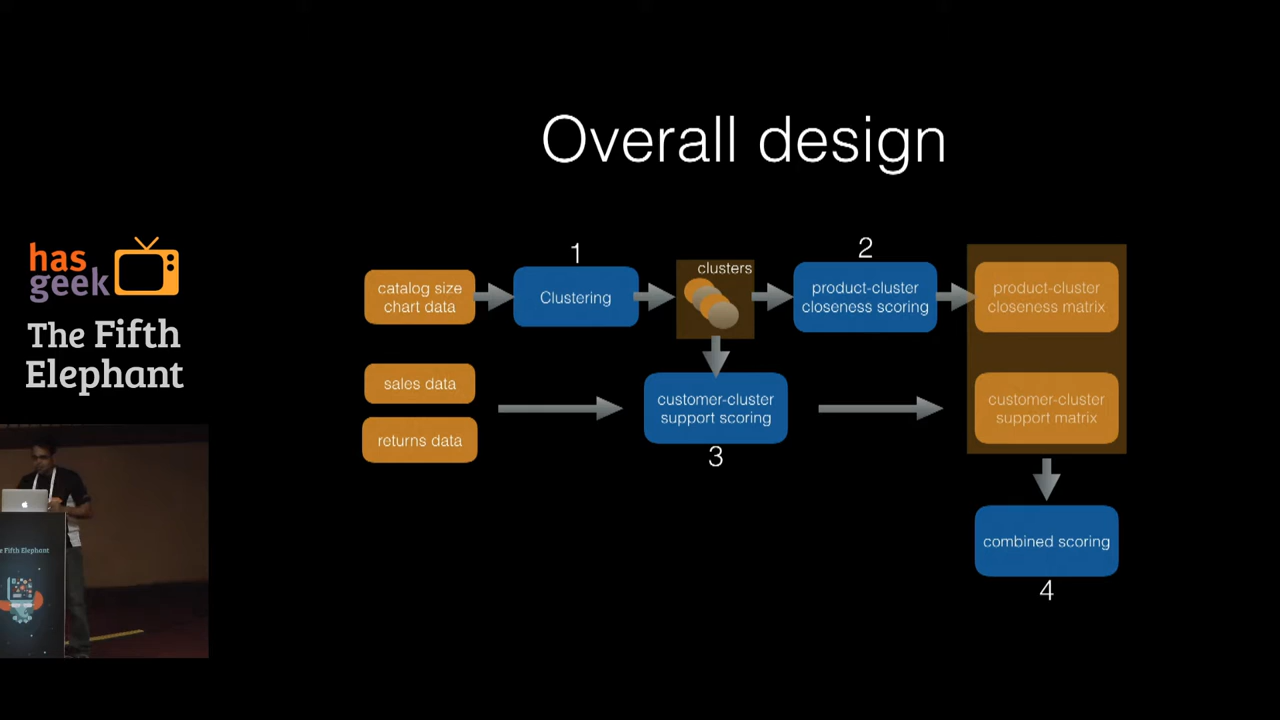 Overall design
has
geek
The Fifth
Elephant
1
2
catalog size
chart data
Clustering
clusters
product-cluster
closeness scoring
product-cluster
closeness matrix
sales data
returns data
customer-cluster
support scoring
3
customer-cluster
support matrix
combined scoring
4
e Fifth Elephant